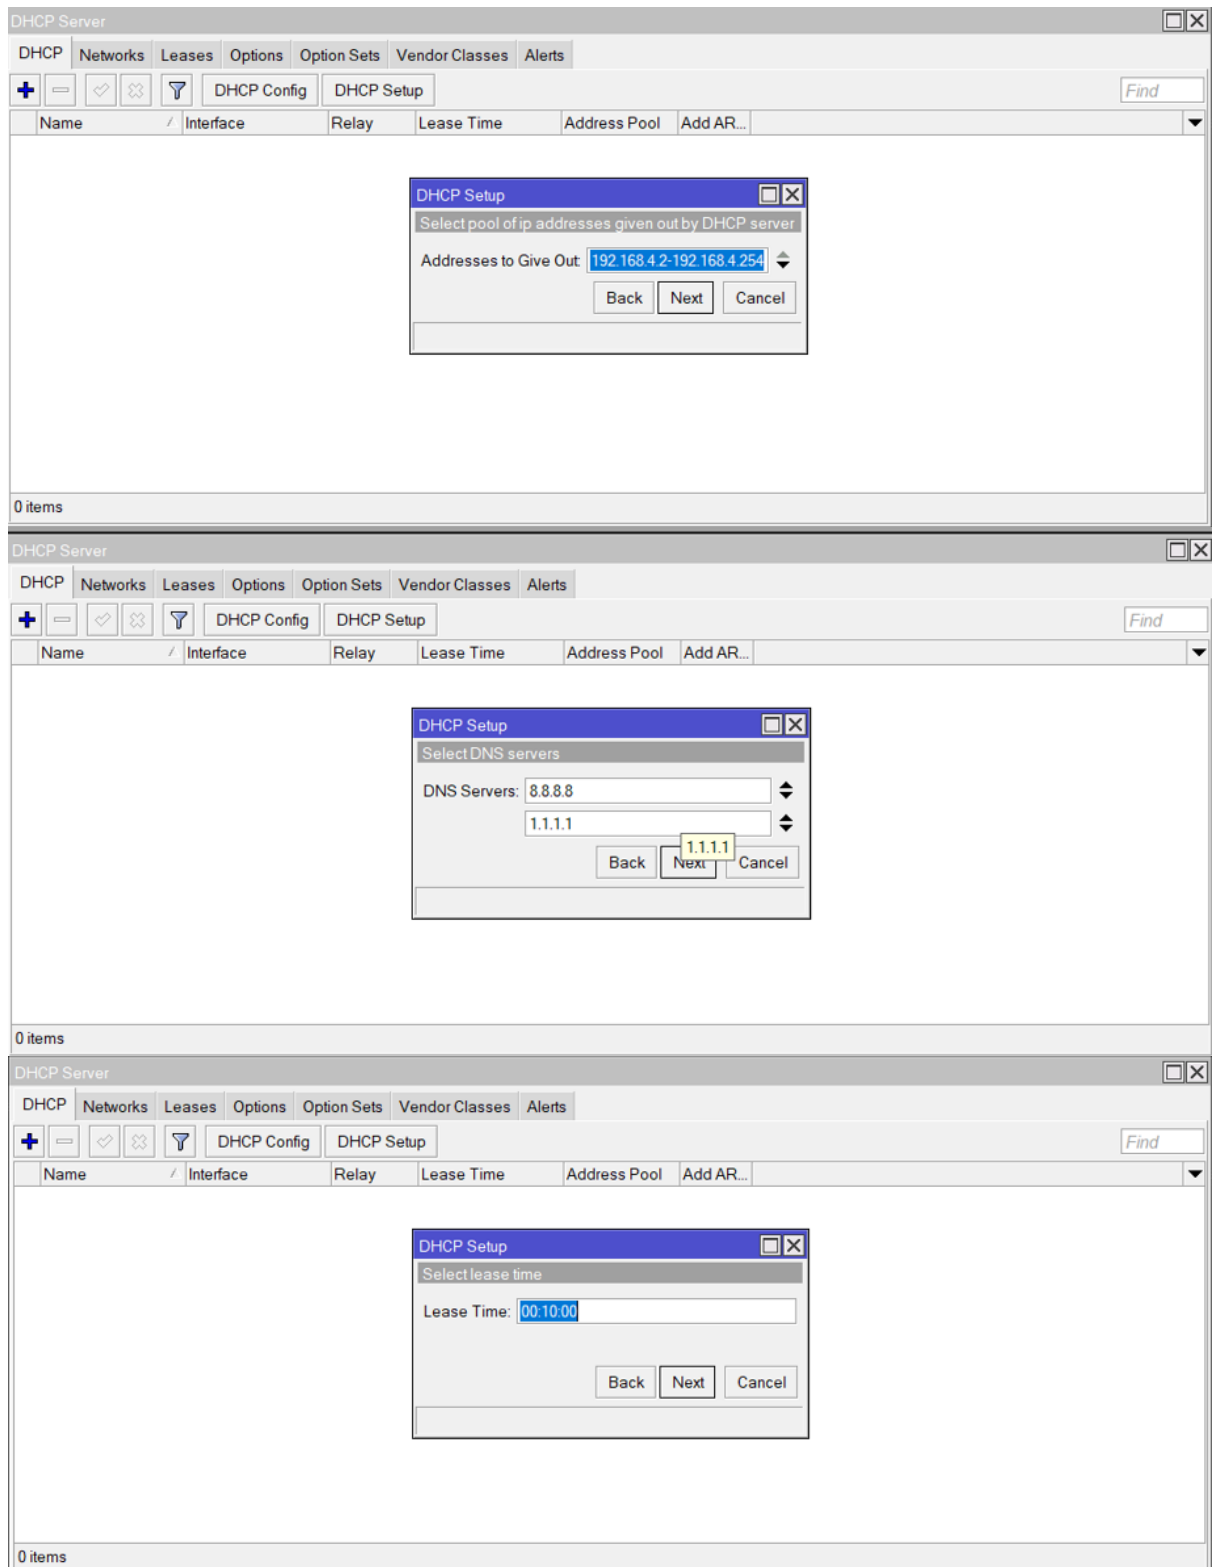 DHCP Server
DHCP Networks Leases Options Option Sets Vendor Classes Alerts
DHCP Config DHCP Setup Find
Name Interface Relay Lease Time Address Pool Add AR...
DHCP Setup
Select pool of ip addresses given out by DHCP server
Addresses to Give Out: 192.168.4.2-192.168.4.254
Back Next Cancel
0 items
DHCP Server
DHCP Networks Leases Options Option Sets Vendor Classes Alerts
DHCP Config DHCP Setup Find
Name Interface Relay Lease Time Address Pool Add AR...
DHCP Setup
Select DNS servers
DNS Servers: 8.8.8.8
1.1.1.1
1.1.1.1
Back Next Cancel
0 items
DHCP Server
DHCP Networks Leases Options Option Sets Vendor Classes Alerts
DHCP Config DHCP Setup Find
Name Interface Relay Lease Time Address Pool Add AR...
DHCP Setup
Select lease time
Lease Time: 00:10:00
Back Next Cancel
0 items